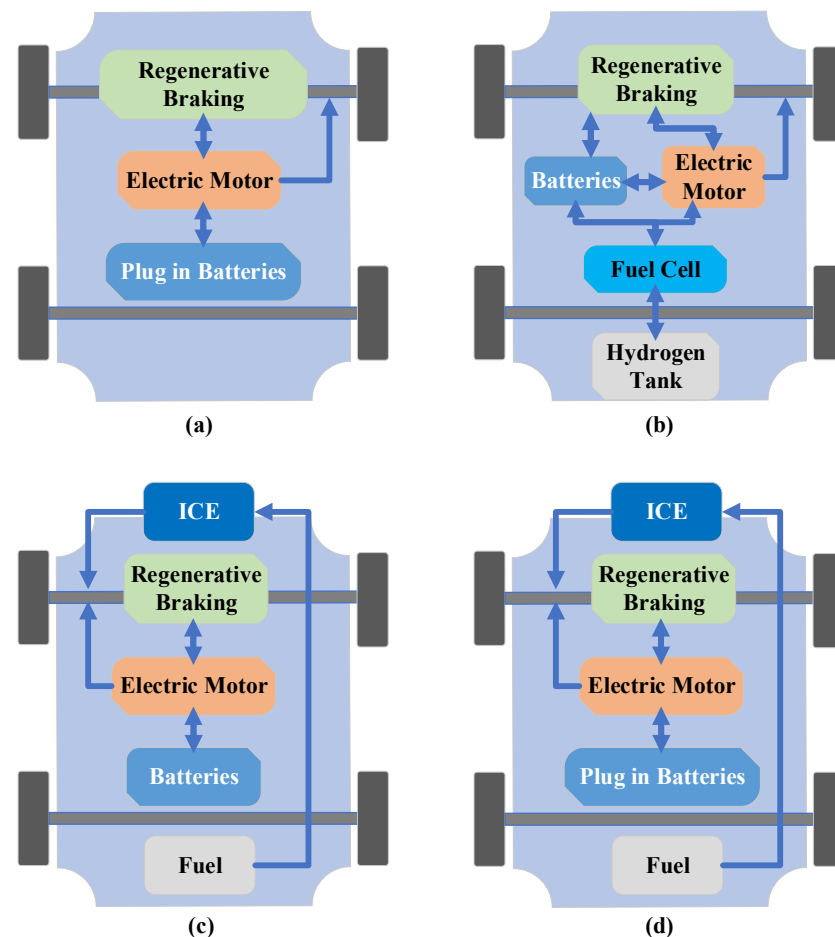 Regenerative
Braking
Electric Motor
Plug in Batteries
(a)
Regenerative
Braking
Batteries
Electric
Motor
Fuel Cell
Hydrogen
Tank
(b)
ICE
Regenerative
Braking
Electric Motor
Batteries
Fuel
(c)
ICE
Regenerative
Braking
Electric Motor
Plug in Batteries
Fuel
(d)